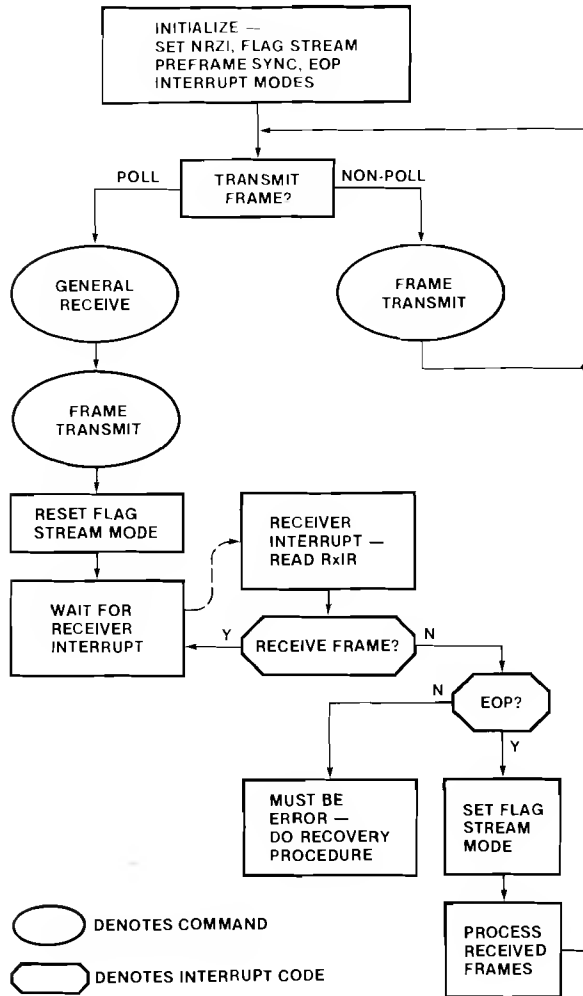 INITIALIZE —
SET NRZI, FLAG STREAM
PREFRAME SYNC, EOP
INTERRUPT MODES
POLL
TRANSMIT
FRAME?
NON-POLL
GENERAL
RECEIVE
FRAME
TRANSMIT
FRAME
TRANSMIT
RESET FLAG
STREAM MODE
RECEIVER
INTERRUPT —
READ RxIR
WAIT FOR
RECEIVER
INTERRUPT
Y
RECEIVE FRAME?
N
N
EOP?
Y
MUST BE
ERROR —
DO RECOVERY
PROCEDURE
SET FLAG
STREAM
MODE
DENOTES COMMAND
DENOTES INTERRUPT CODE
PROCESS
RECEIVED
FRAMES